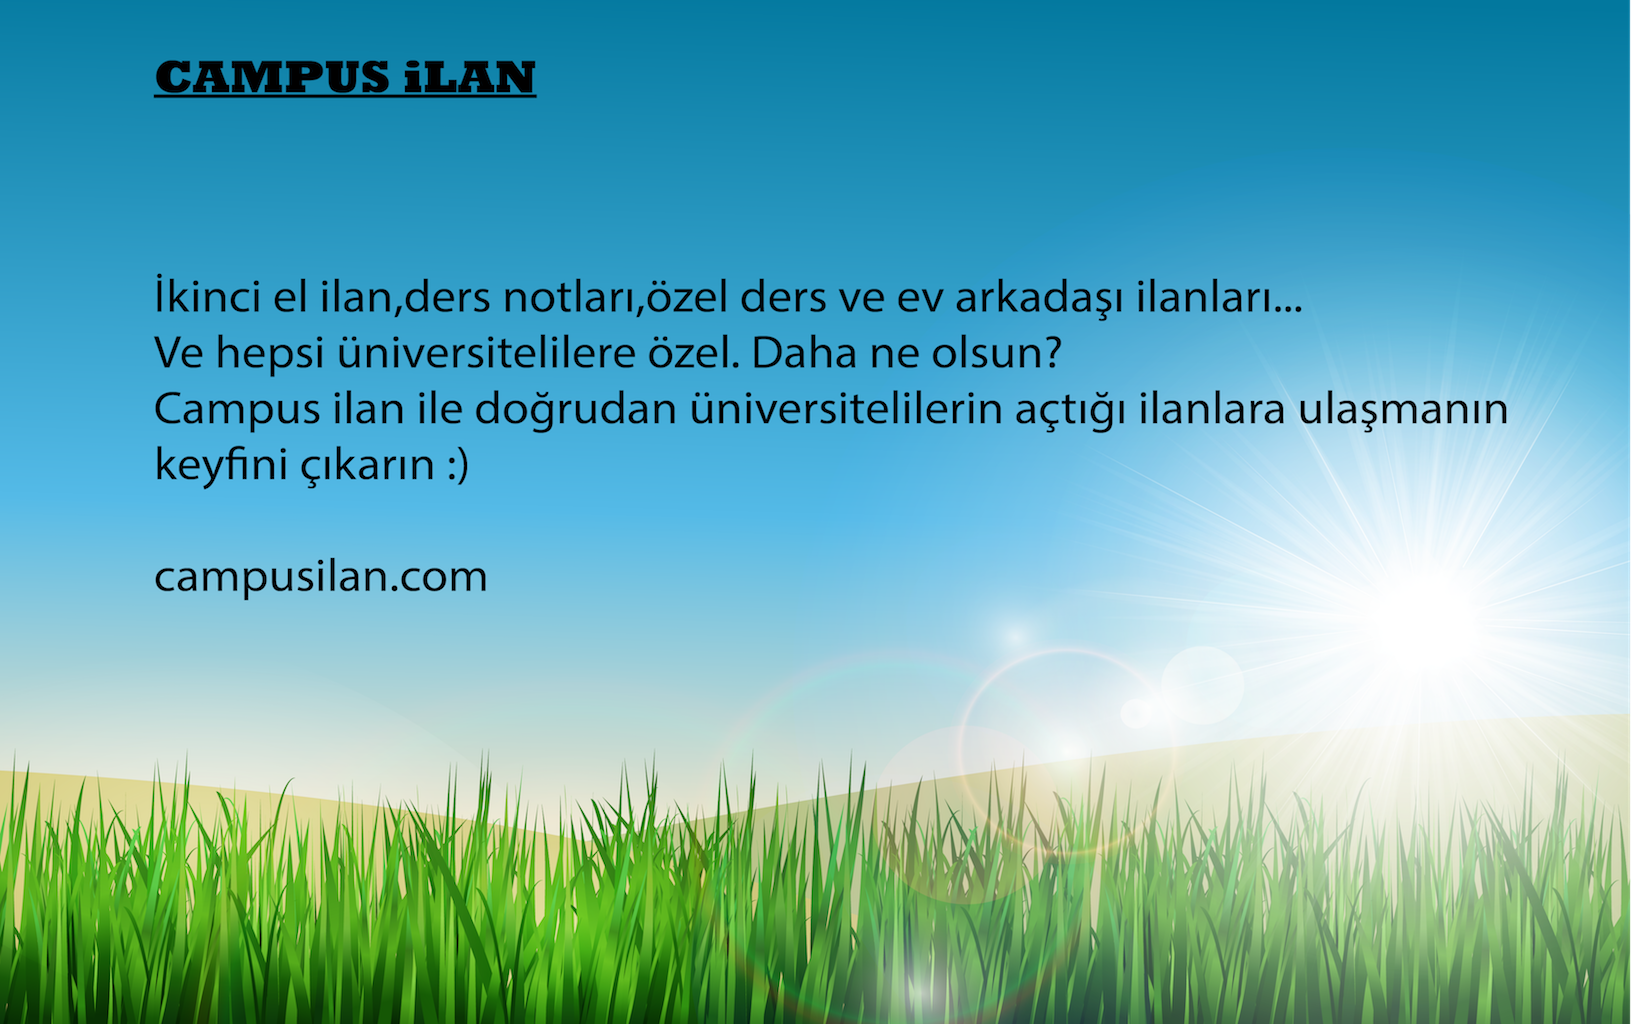 CAMPUS iLAN
İkinci el ilan,ders notları,özel ders ve ev arkadaşı ilanları...
Ve hepsi üniversitelilere özel. Daha ne olsun?
Campus ilan ile doğrudan üniversitelilerin açtığı ilanlara ulaşmanın
keyfini çıkarın :)
campusilan.com